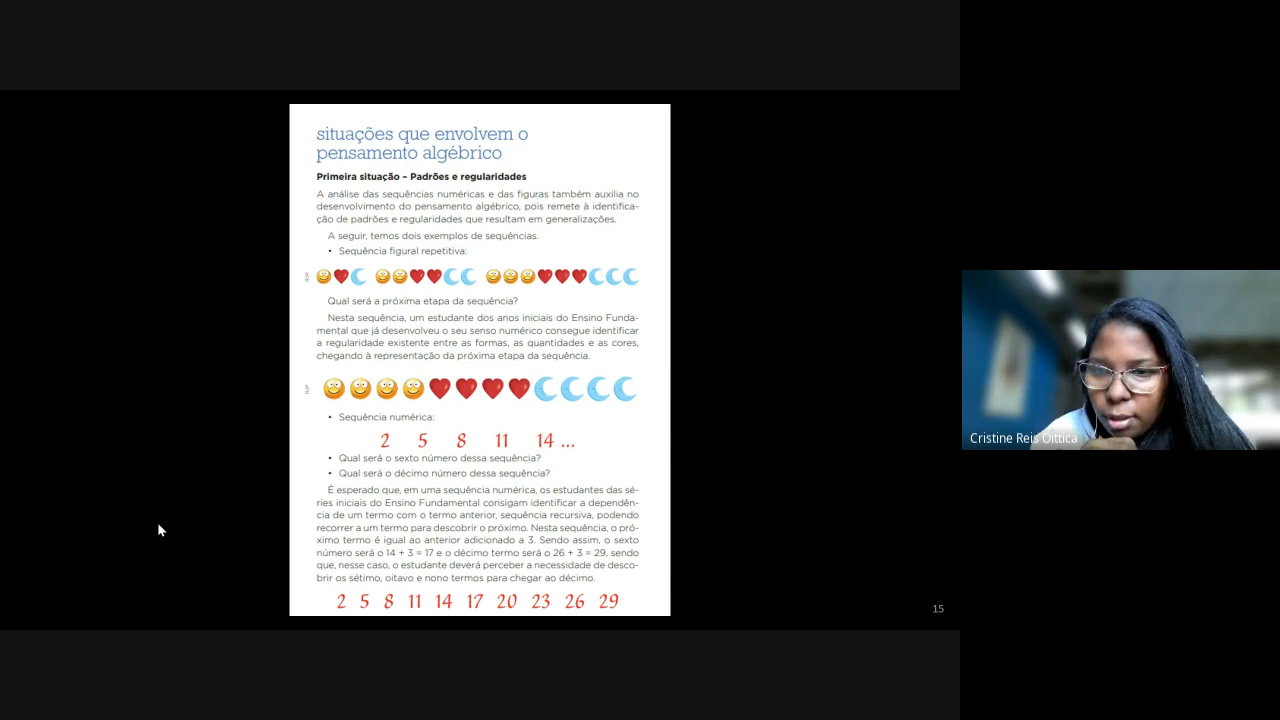 situações que envolvem o
pensamento algébrico
Primeira situação – Padrões e regularidades
A análise das sequências numéricas e das figuras também auxilia no
desenvolvimento do pensamento algébrico, pois remete à identifica-
ção de padrões e regularidades que resultam em generalizações.
A seguir, temos dois exemplos de sequências.
• Sequência figural repetitiva:
Qual será a próxima etapa da sequência?
Nesta sequência, um estudante dos anos iniciais do Ensino Funda-
mental que já desenvolveu o seu senso numérico consegue identificar
a regularidade existente entre as formas, as quantidades e as cores,
chegando à representação da próxima etapa da sequência.
• Sequência numérica:
2 5 8 11 14 ...
• Qual será o sexto número dessa sequência?
• Qual será o décimo número dessa sequência?
É esperado que, em uma sequência numérica, os estudantes das sé-
ries iniciais do Ensino Fundamental consigam identificar a dependên-
cia de um termo com o termo anterior, sequência recursiva, podendo
recorrer a um termo para descobrir o próximo. Nesta sequência, o pró-
ximo termo é igual ao anterior adicionado a 3. Sendo assim, o sexto
número será o 14 + 3 = 17 e o décimo termo será o 26 + 3 = 29, sendo
que, nesse caso, o estudante deverá perceber a necessidade de desco-
brir os sétimo, oitavo e nono termos para chegar ao décimo.
2 5 8 11 14 17 20 23 26 29
15
Cristine Reis Oittica